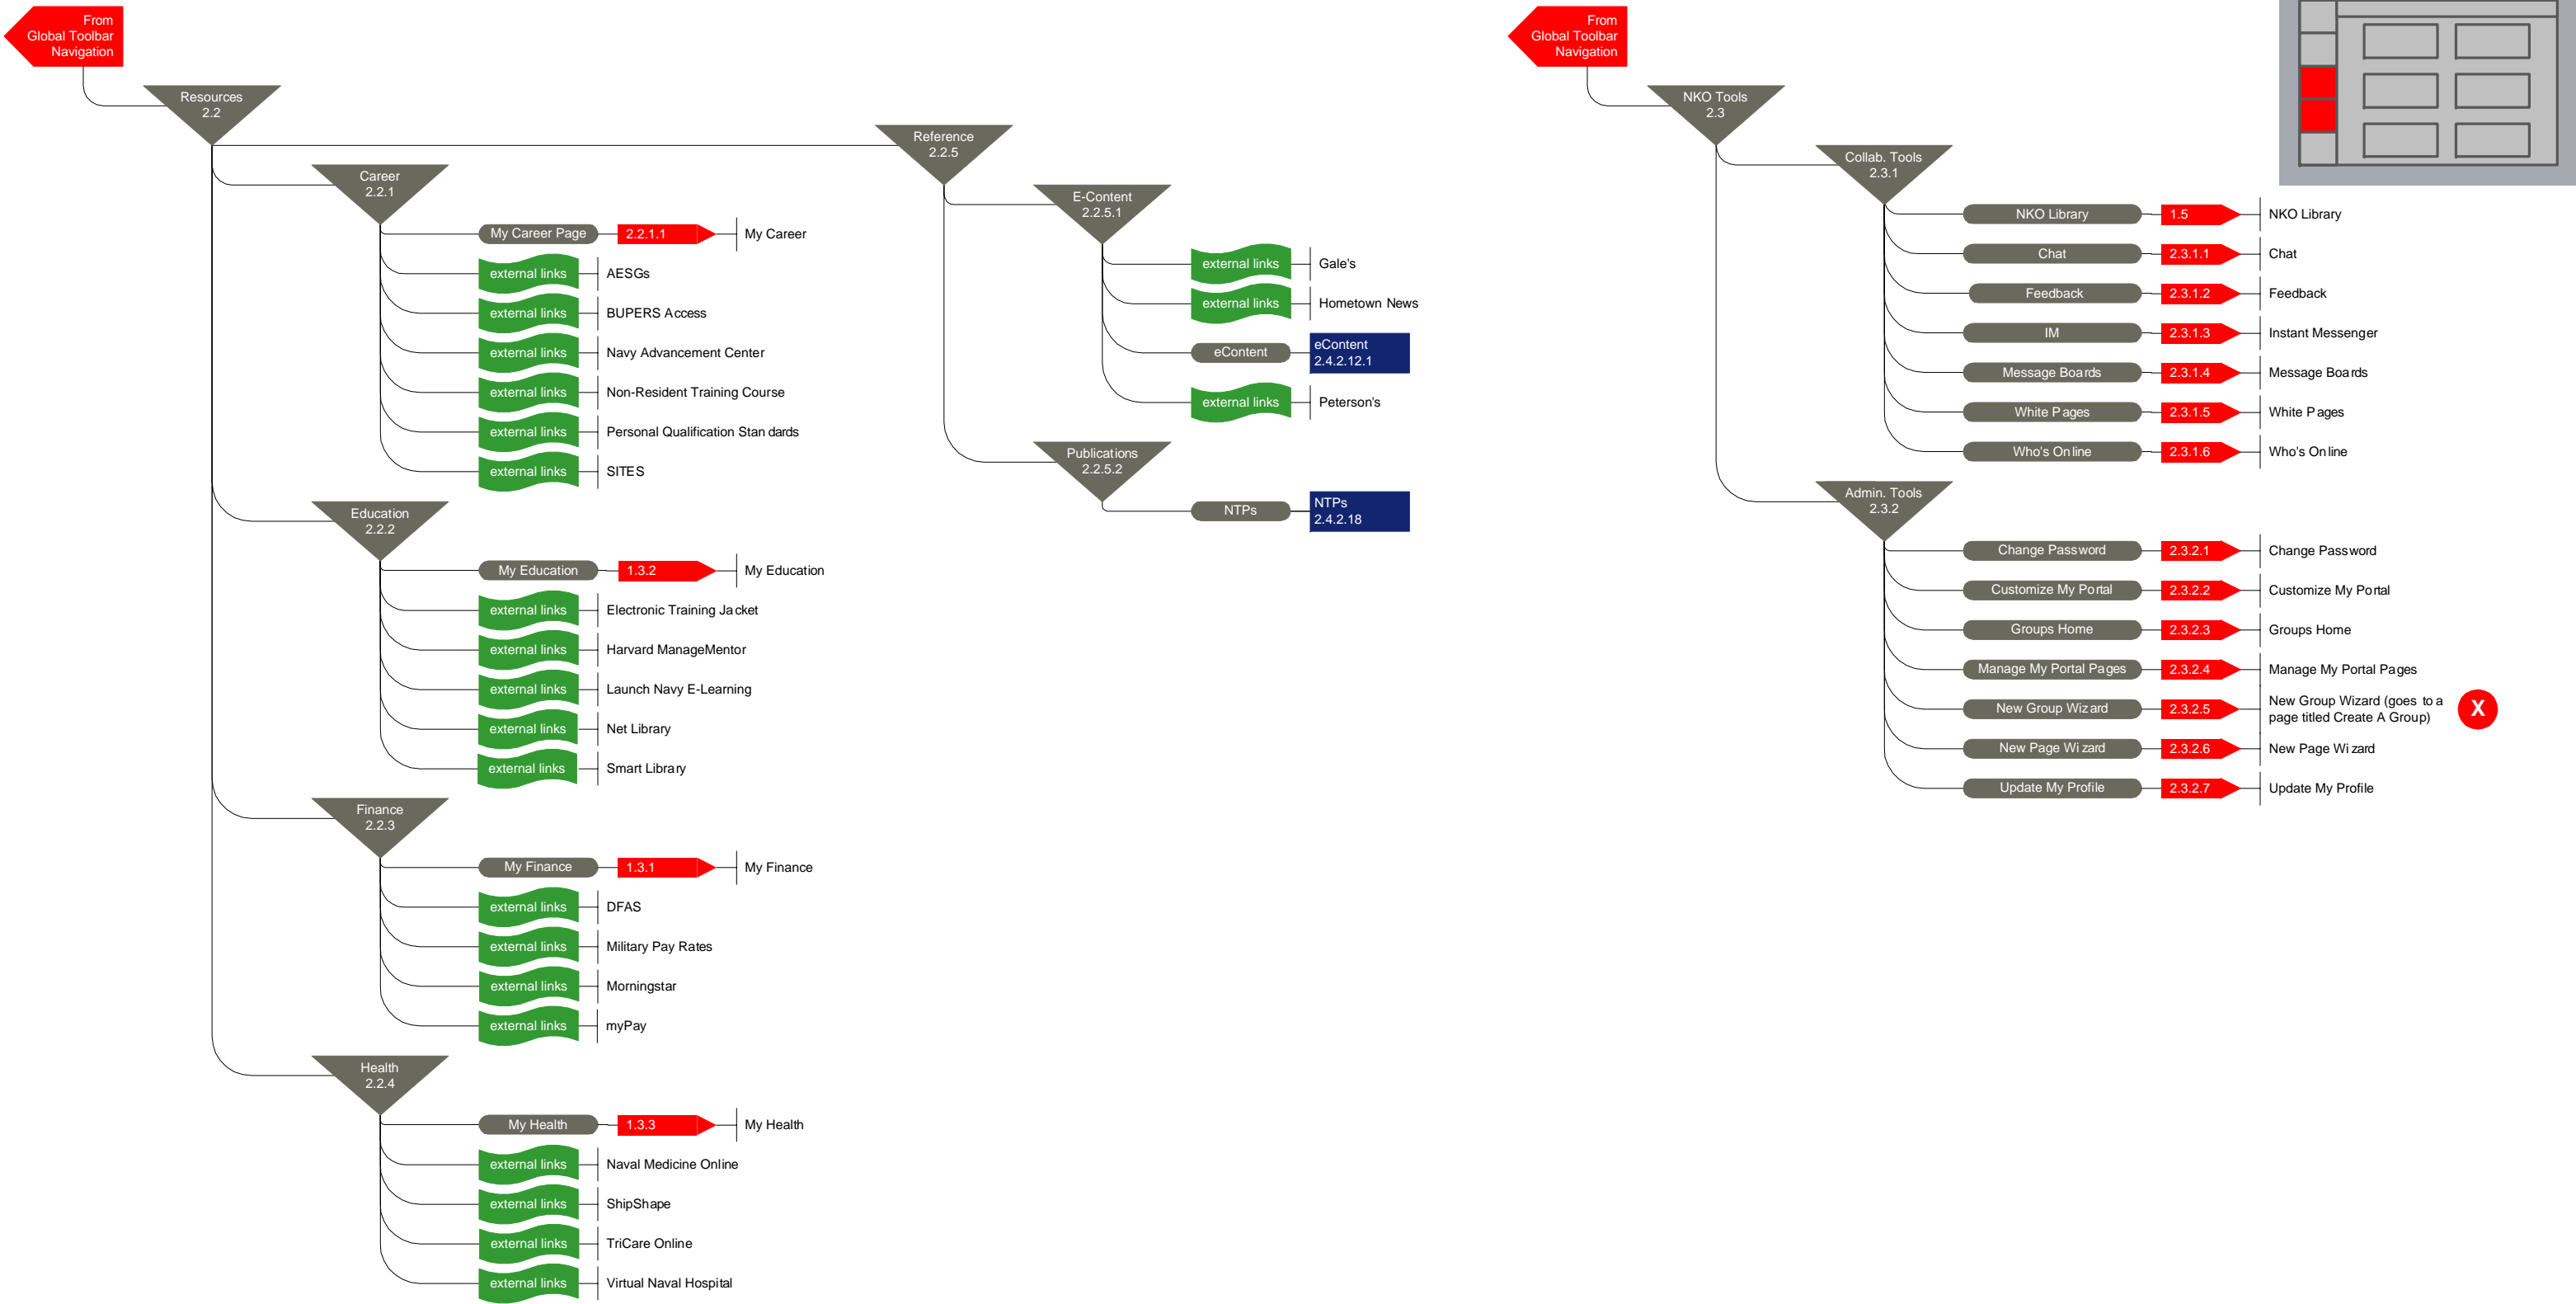 From
Global Toolbar
Navigation
Resources
2.2
Career
2.2.1
My Career Page
2.2.1.1
My Career
external links
AESGs
external links
BUPERS Access
external links
Navy Advancement Center
external links
Non-Resident Training Course
external links
Personal Qualification Standards
external links
SITES
Education
2.2.2
My Education
1.3.2
My Education
external links
Electronic Training Jacket
external links
Harvard ManageMentor
external links
Launch Navy E-Learning
external links
Net Library
external links
Smart Library
Finance
2.2.3
My Finance
1.3.1
My Finance
external links
DFAS
external links
Military Pay Rates
external links
Morningstar
external links
myPay
Health
2.2.4
My Health
1.3.3
My Health
external links
Naval Medicine Online
external links
ShipShape
external links
TriCare Online
external links
Virtual Naval Hospital
Reference
2.2.5
E-Content
2.2.5.1
external links
Gale's
external links
Hometown News
eContent
eContent
2.4.2.12.1
external links
Peterson's
Publications
2.2.5.2
NTPs
NTPs
2.4.2.18
From
Global Toolbar
Navigation
NKO Tools
2.3
Collab. Tools
2.3.1
NKO Library
1.5
NKO Library
Chat
2.3.1.1
Chat
Feedback
2.3.1.2
Feedback
IM
2.3.1.3
Instant Messenger
Message Boards
2.3.1.4
Message Boards
White Pages
2.3.1.5
White Pages
Who's Online
2.3.1.6
Who's Online
Admin. Tools
2.3.2
Change Password
2.3.2.1
Change Password
Customize My Portal
2.3.2.2
Customize My Portal
Groups Home
2.3.2.3
Groups Home
Manage My Portal Pages
2.3.2.4
Manage My Portal Pages
New Group Wizard
2.3.2.5
New Group Wizard (goes to a
page titled Create A Group)
X
New Page Wizard
2.3.2.6
New Page Wizard
Update My Profile
2.3.2.7
Update My Profile